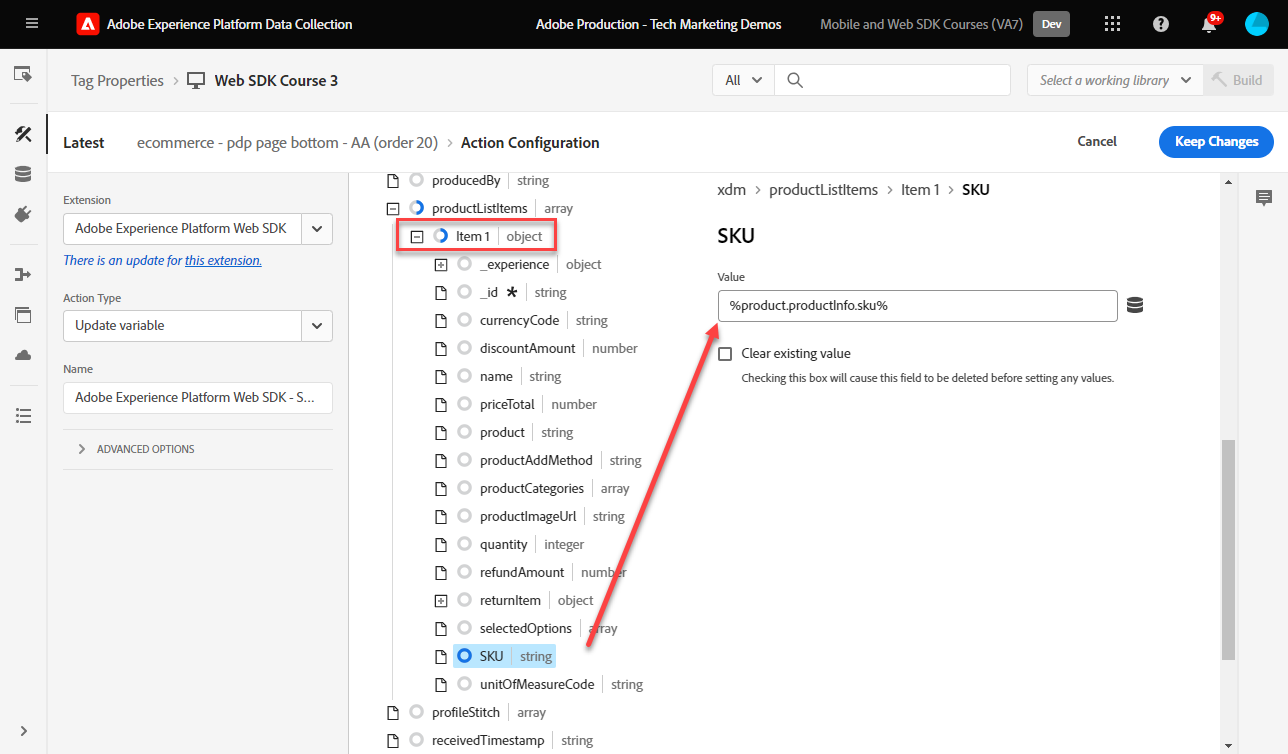 Adobe Experience Platform Data Collection
Adobe Production - Tech Marketing Demos
Mobile and Web SDK Courses (VA7) Dev
9+
Tag Properties > Web SDK Course 3
All
Select a working library
Build
Latest
ecommerce - pdp page bottom - AA (order 20) > Action Configuration
Cancel
Keep Changes
Extension
Adobe Experience Platform Web SDK
There is an update for this extension.
Action Type
Update variable
Name
Adobe Experience Platform Web SDK - S...
ADVANCED OPTIONS
producedBy string
productListItems array
Item 1 object
_experience object
_id * string
currencyCode string
discountAmount number
name string
priceTotal number
product string
productAddMethod string
productCategories array
productImageUrl string
quantity integer
refundAmount number
returnItem object
selectedOptions array
SKU string
unitOfMeasureCode string
profileStitch array
receivedTimestamp string
xdm > productListItems > Item 1 > SKU
SKU
Value
%product.productInfo.sku%
Clear existing value
Checking this box will cause this field to be deleted before setting any values.